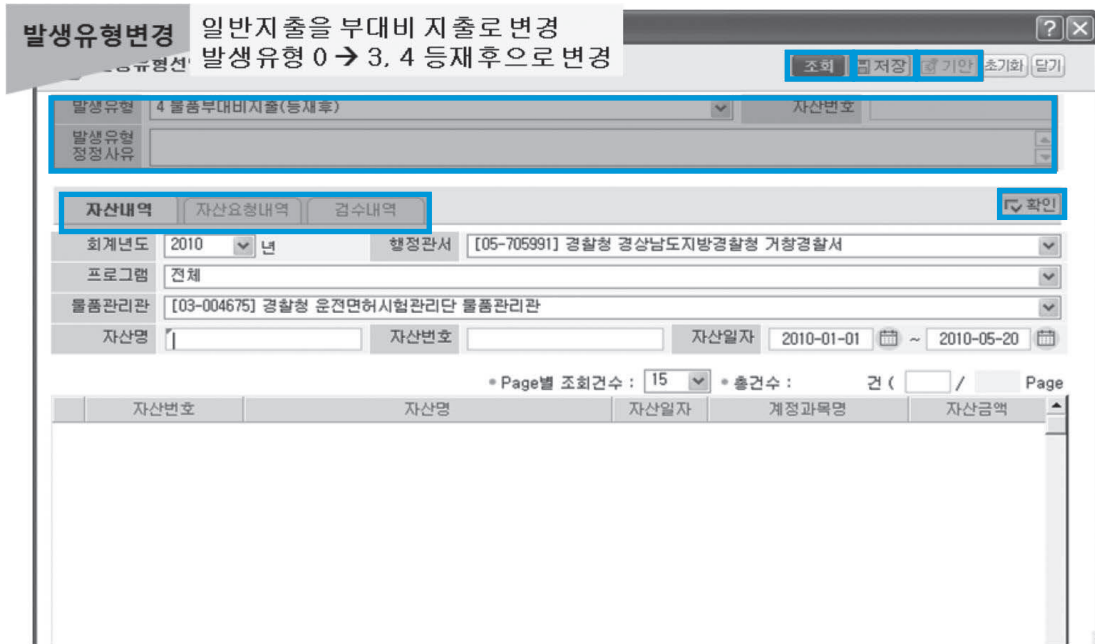 발생유형변경
일반지출을 부대비 지출로 변경
발생유형 0 → 3, 4 등재후으로 변경
조회 저장 기안 초기화 닫기
발생유형 4 물품부대비지출(등재후) 자산번호
발생유형
정정사유
자산내역 자산요청내역 검수내역 확인
회계년도 2010 년 행정관서 [05-705991] 경찰청 경상남도지방경찰청 거창경찰서
프로그램 전체
물품관리관 [03-004675] 경찰청 운전면허시험관리단 물품관리관
자산명 자산번호 자산일자 2010-01-01 ~ 2010-05-20
Page별 조회건수 : 15 총건수 : 건 ( / Page
자산번호 자산명 자산일자 계정과목명 자산금액